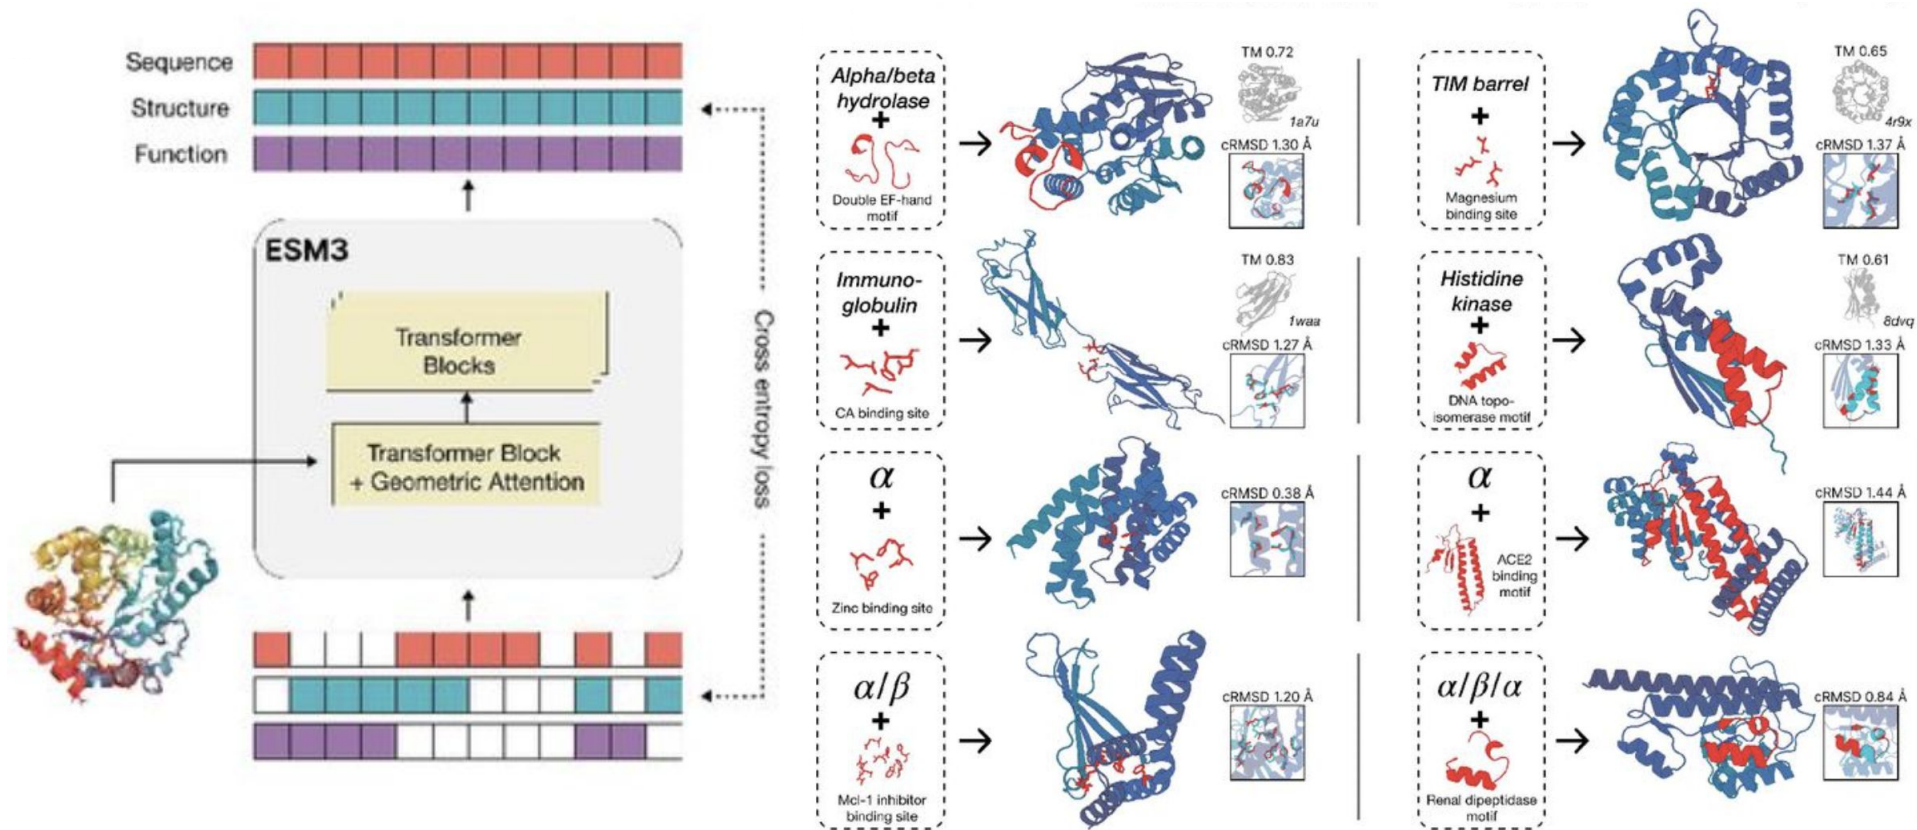 Sequence
Structure
Function
ESM3
Transformer
Blocks
Transformer Block
+ Geometric Attention
Cross entropy loss
Alpha/beta
hydrolase
+
Double EF-hand
motif
TM 0.72
1a7u
cRMSD 1.30 Å
TIM barrel
+
Magnesium
binding site
TM 0.65
4r9x
cRMSD 1.37 Å
Immuno-
globulin
+
CA binding site
TM 0.83
1waa
cRMSD 1.27 Å
Histidine
kinase
+
DNA topo-
isomerase motif
TM 0.61
8dvq
cRMSD 1.33 Å
α
+
Zinc binding site
cRMSD 0.38 Å
α
+
ACE2
binding
motif
cRMSD 1.44 Å
α/β
+
Mcl-1 inhibitor
binding site
cRMSD 1.20 Å
α/β/α
+
Renal dipeptidase
motif
cRMSD 0.84 Å